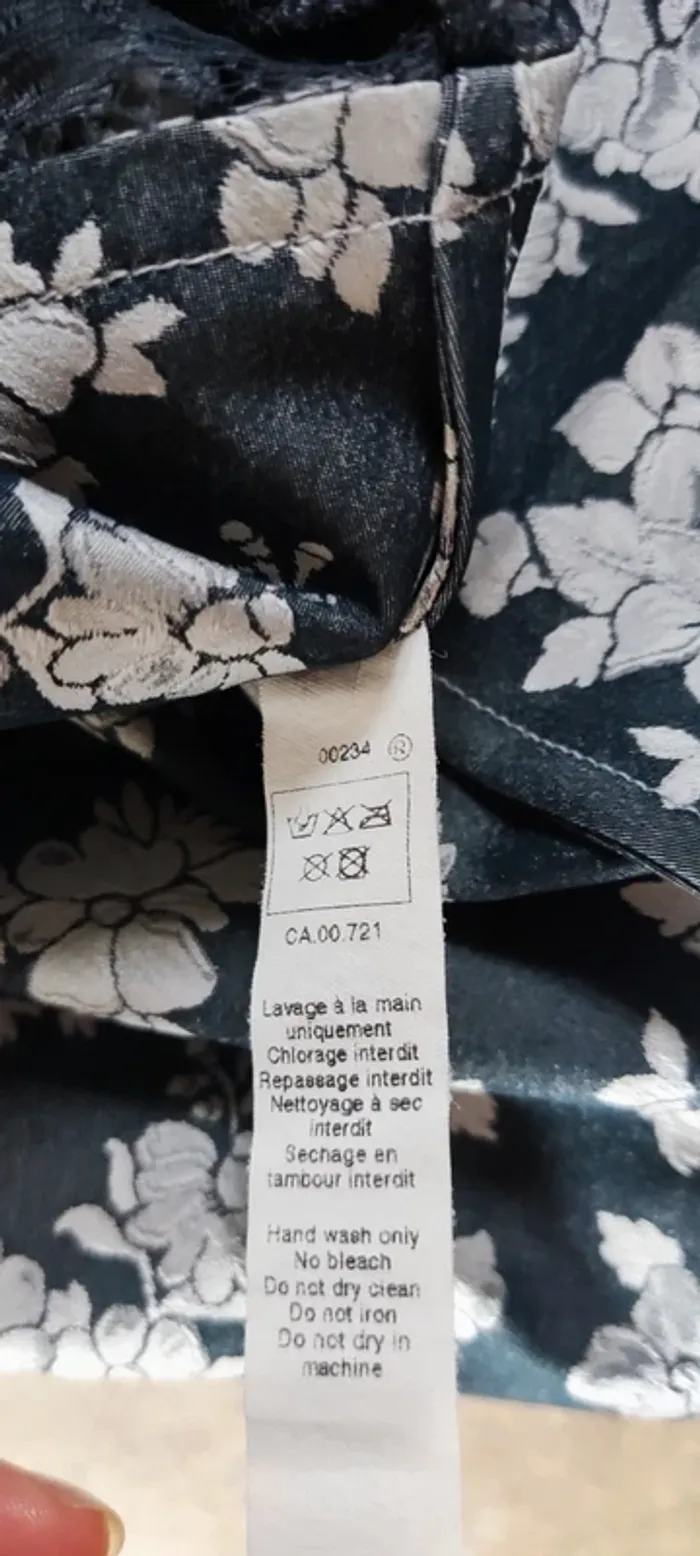 00234 ®
CA.00.721
Lavage à la main
uniquement
Chlorage interdit
Repassage interdit
Nettoyage à sec
interdit
Sechage en
tambour interdit
Hand wash only
No bleach
Do not dry clean
Do not iron
Do not dry in
machine